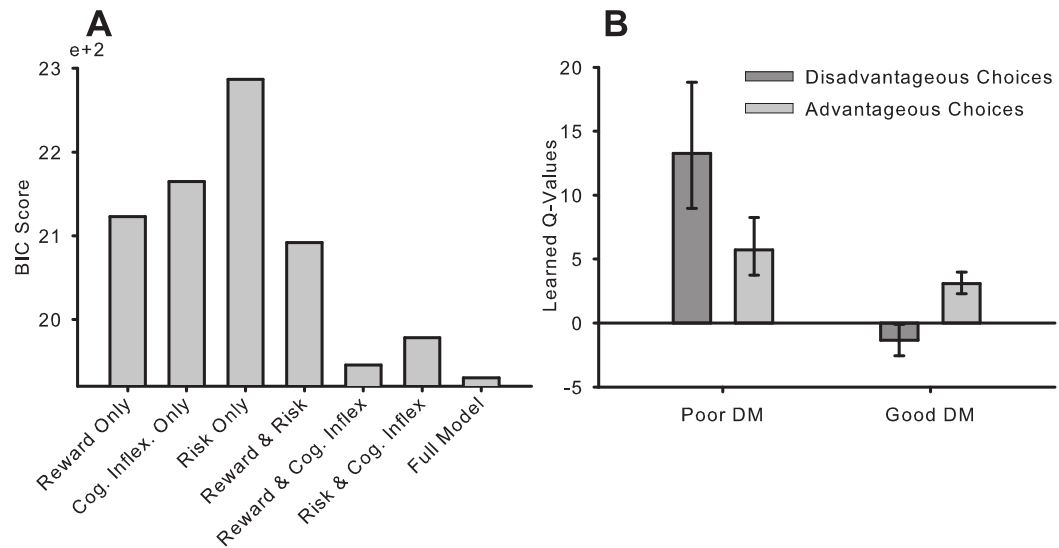 A
e+2
23
22
21
20
BIC Score
Reward Only
Cog. Inflex. Only
Risk Only
Reward & Risk
Reward & Cog. Inflex
Risk & Cog. Inflex
Full Model
B
20
15
10
5
0
-5
Learned Q-Values
Disadvantageous Choices
Advantageous Choices
Poor DM
Good DM